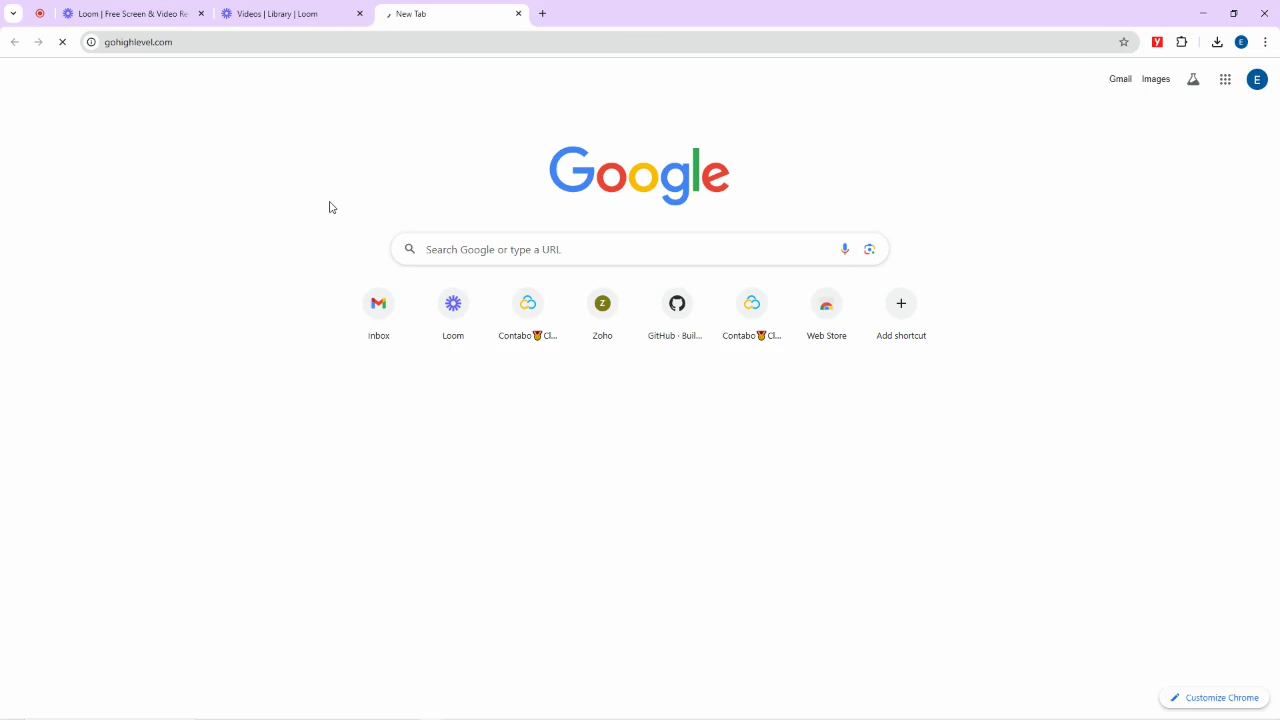 Loom | Free Screen & Video Re
Videos | Library | Loom
New Tab
gohighlevel.com
y
E
Gmail
Images
E
Google
Search Google or type a URL
Z
Inbox
Loom
Contabo🏅Cl...
Zoho
GitHub · Buil...
Contabo🏅Cl...
Web Store
Add shortcut
Customize Chrome